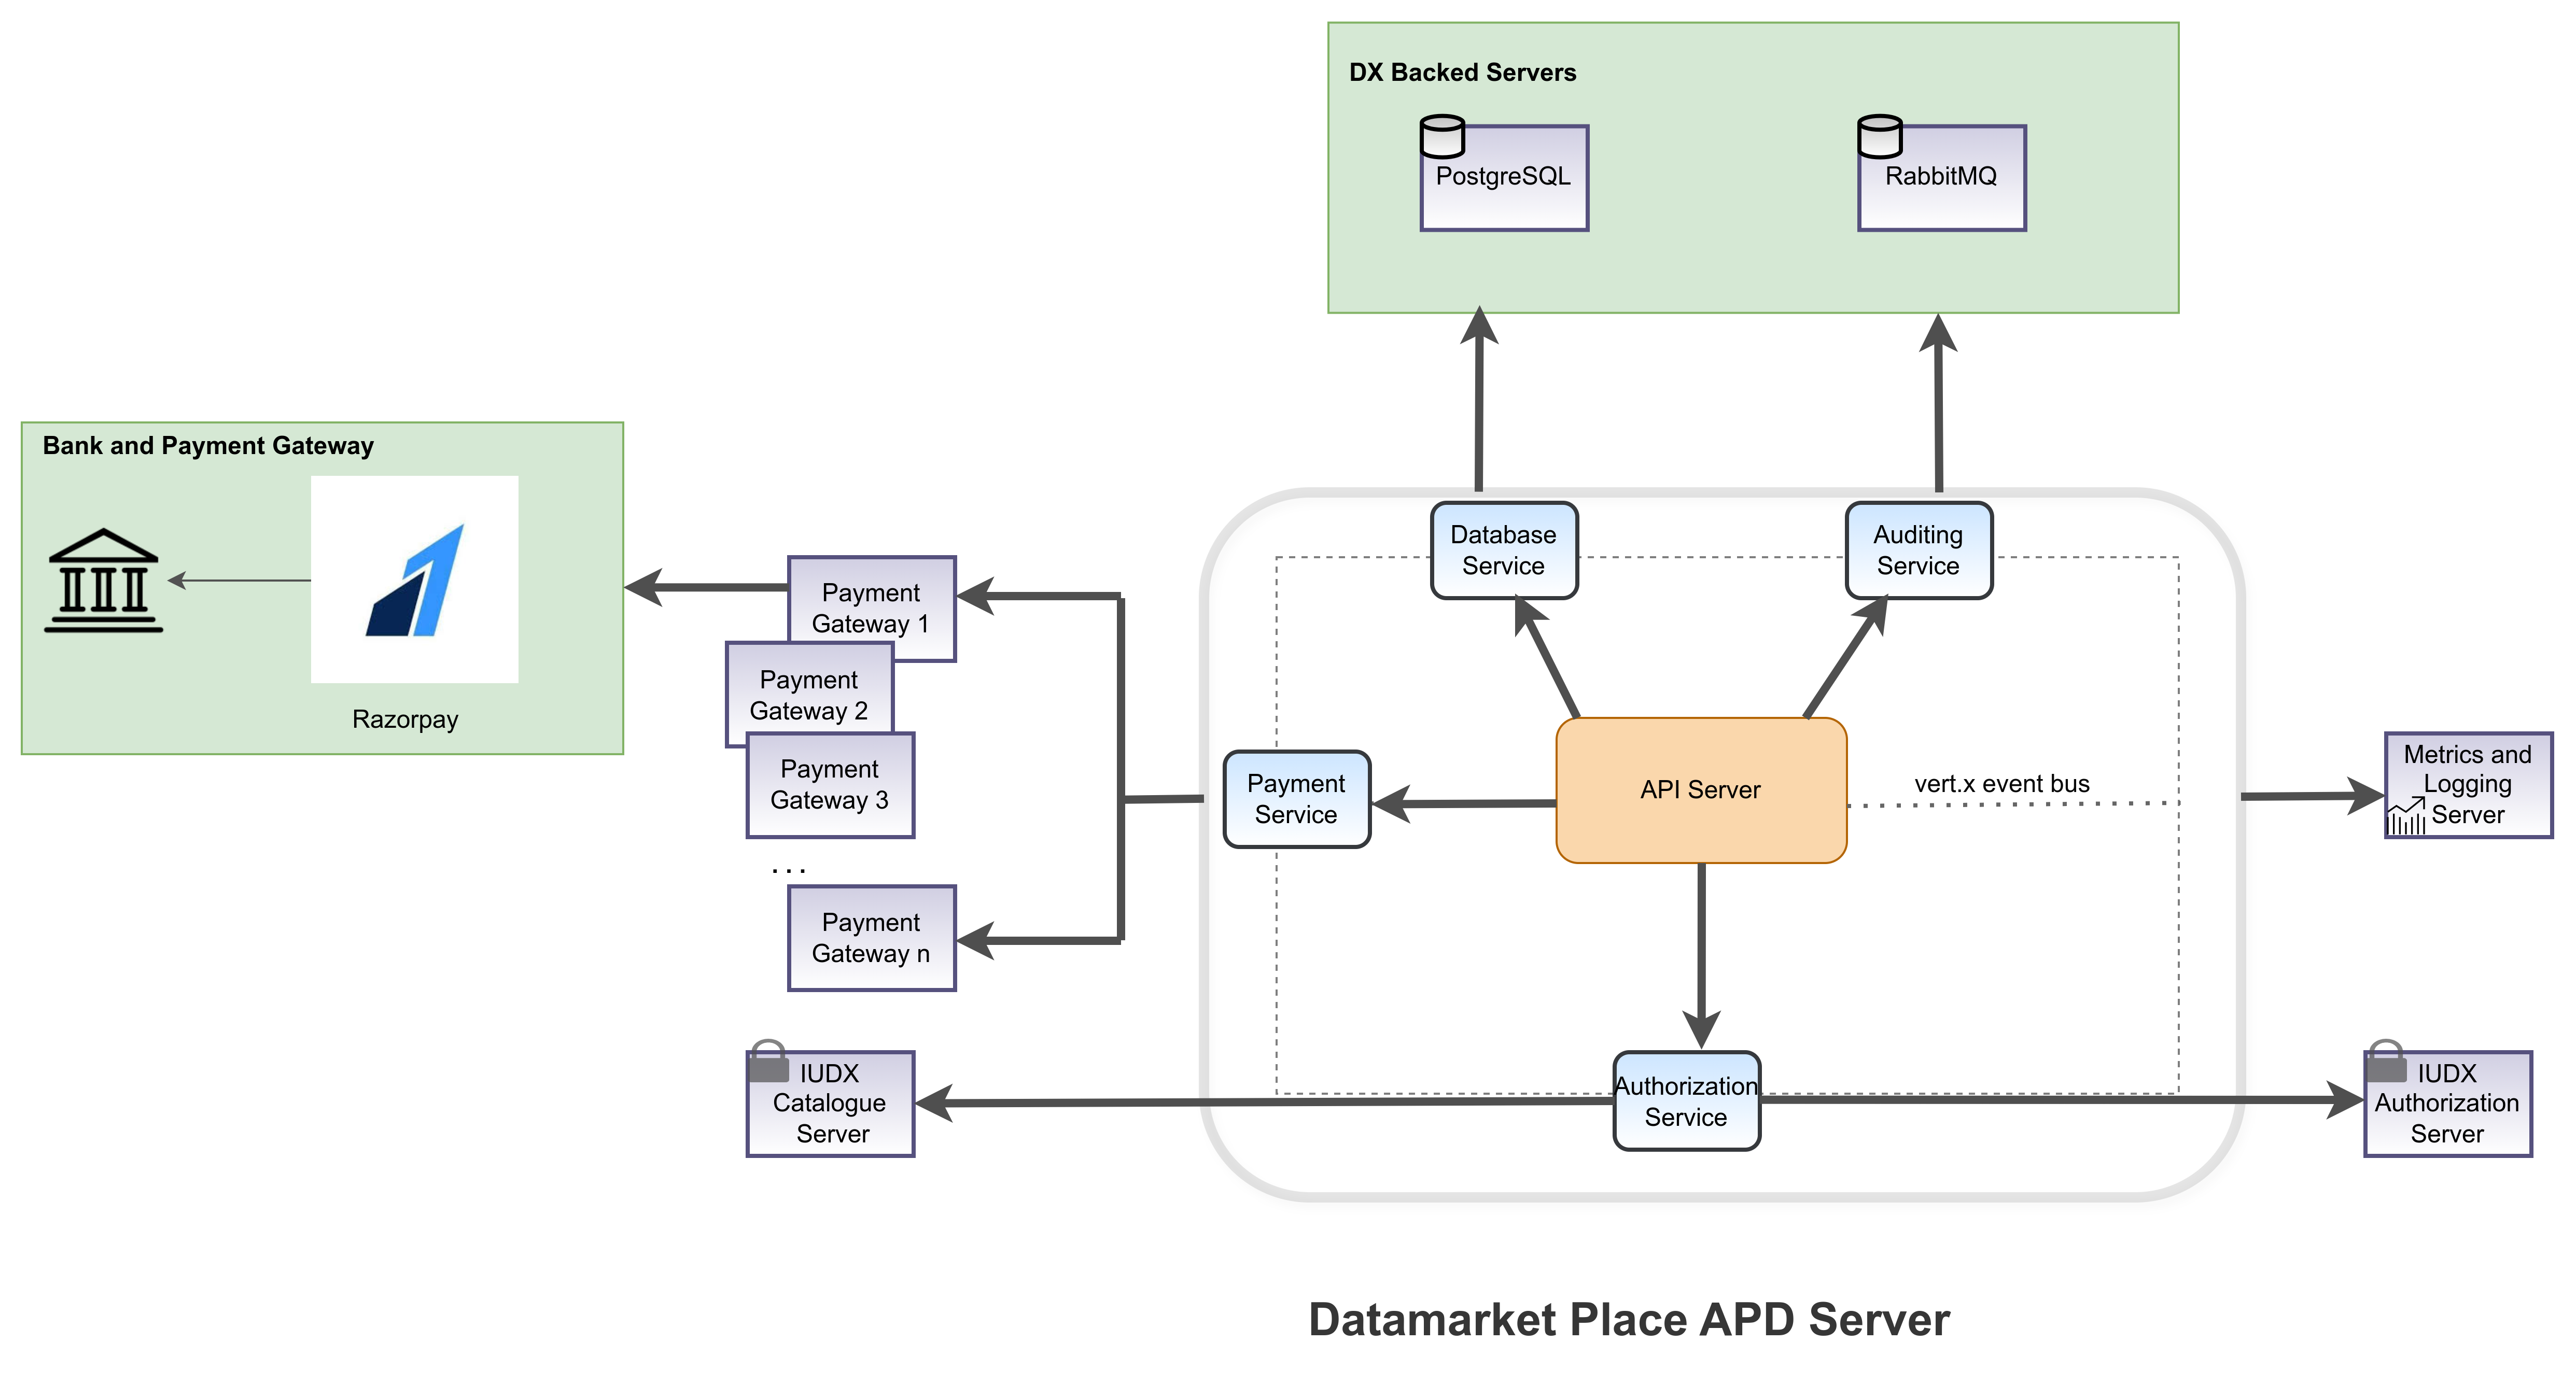 DX Backed Servers
PostgreSQL
RabbitMQ
Bank and Payment Gateway
Razorpay
Payment
Gateway 1
Payment
Gateway 2
Payment
Gateway 3
...
Payment
Gateway n
Database
Service
Auditing
Service
Payment
Service
API Server
vert.x event bus
Metrics and
Logging
Server
IUDX
Catalogue
Server
Authorization
Service
IUDX
Authorization
Server
Datamarket Place APD Server